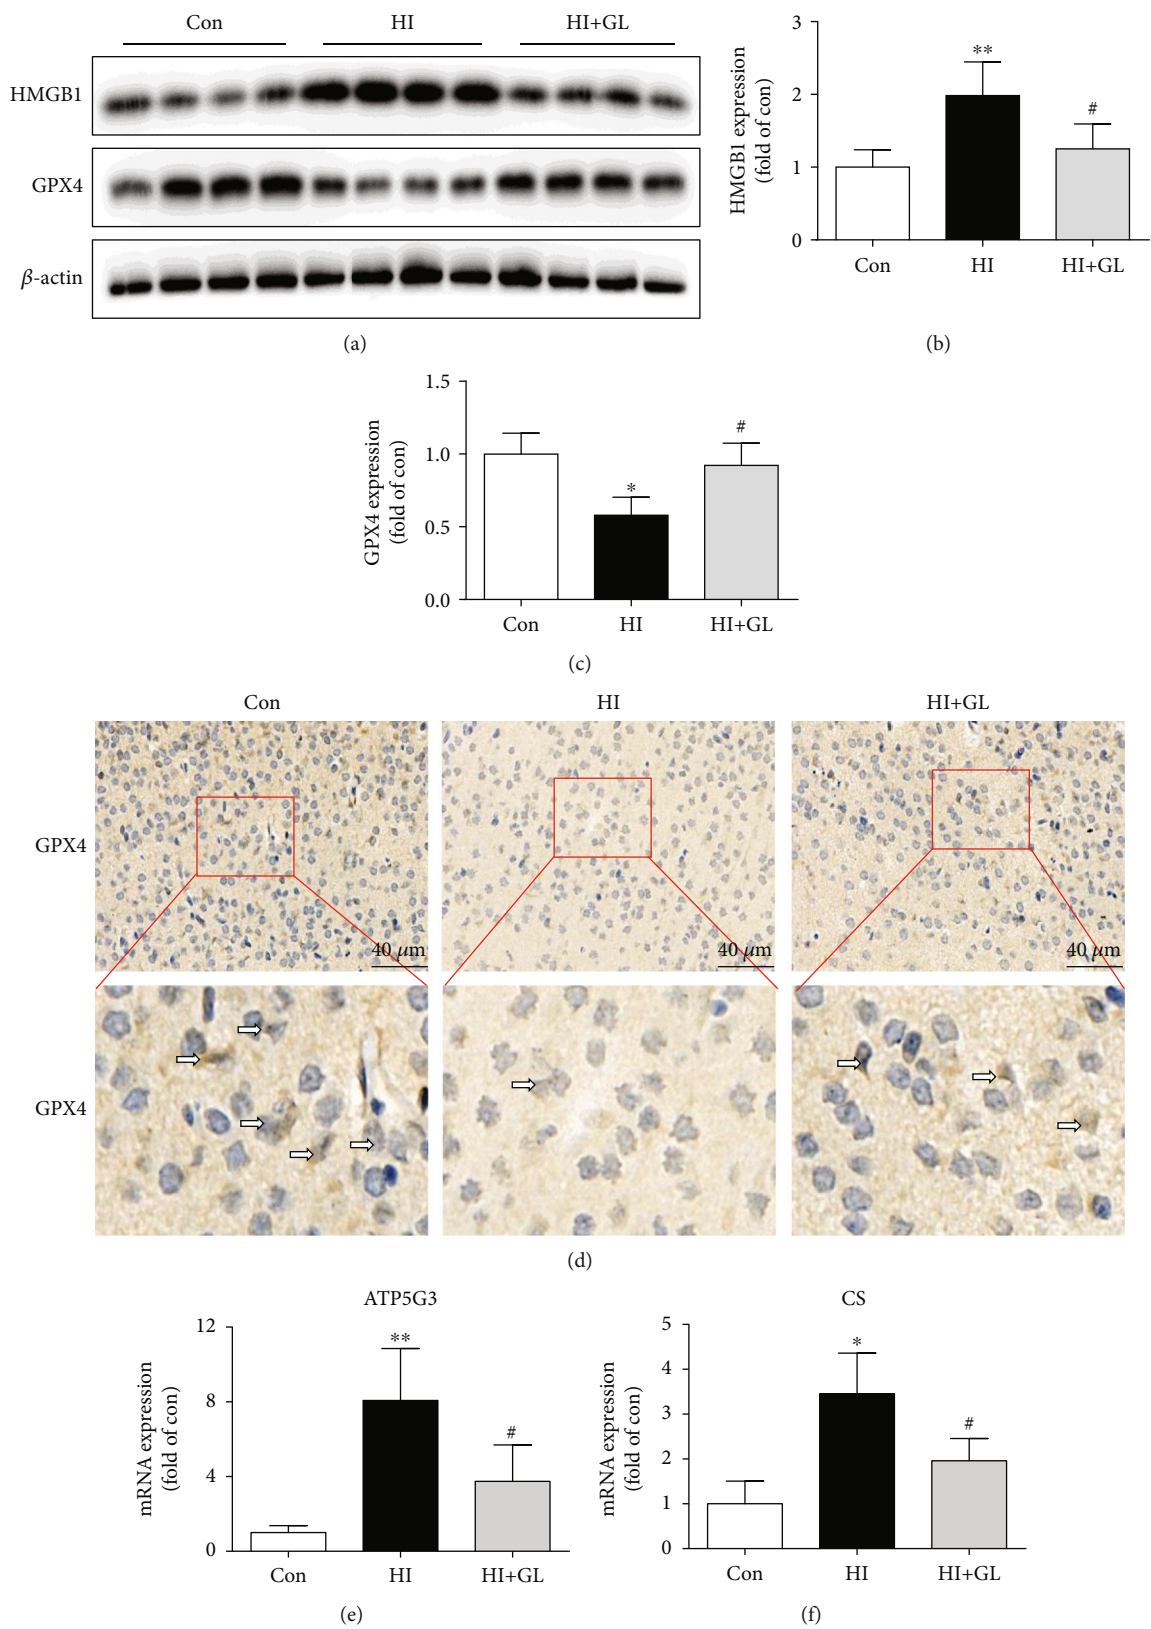 Con HI HI+GL
HMGB1
GPX4
β-actin
(a)
3
2
1
0
HMGB1 expression
(fold of con)
**
#
Con HI HI+GL
(b)
1.5
1.0
0.5
0.0
GPX4 expression
(fold of con)
*
#
Con HI HI+GL
(c)
Con HI HI+GL
GPX4
40 μm 40 μm 40 μm
GPX4
(d)
ATP5G3
12
8
4
0
mRNA expression
(fold of con)
**
#
Con HI HI+GL
(e)
CS
5
4
3
2
1
0
mRNA expression
(fold of con)
*
#
Con HI HI+GL
(f)